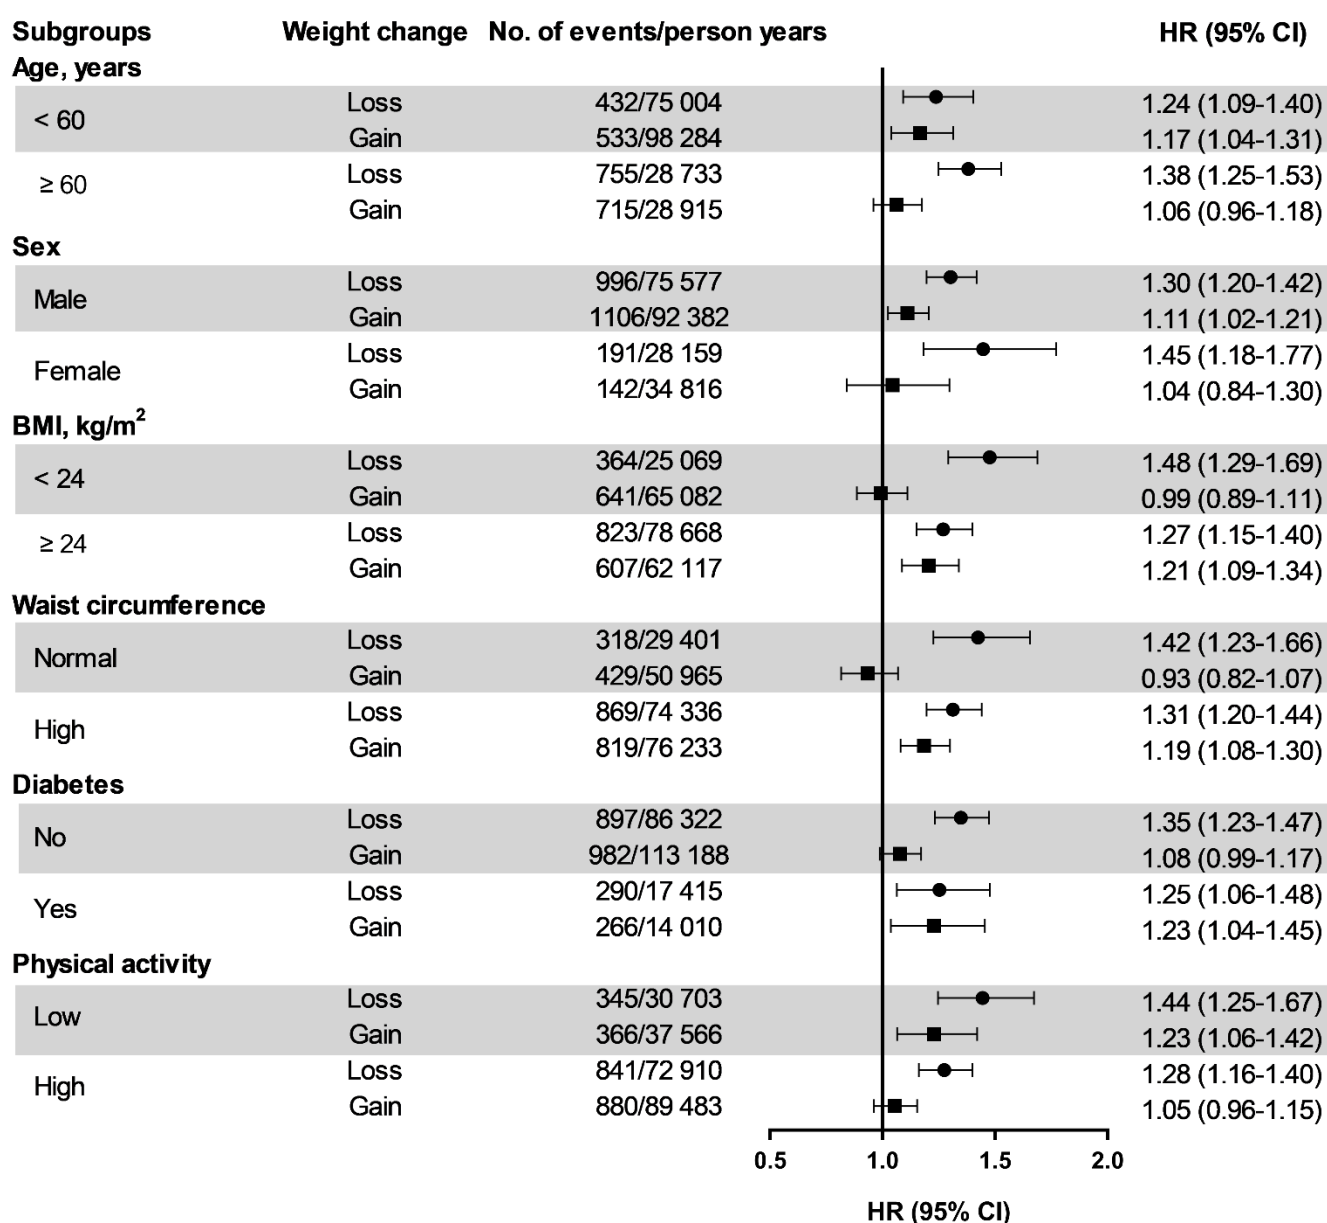 Subgroups Weight change No. of events/person years HR (95% CI)
Age, years
< 60 Loss 432/75 004 1.24 (1.09-1.40)
Gain 533/98 284 1.17 (1.04-1.31)
≥ 60 Loss 755/28 733 1.38 (1.25-1.53)
Gain 715/28 915 1.06 (0.96-1.18)
Sex
Male Loss 996/75 577 1.30 (1.20-1.42)
Gain 1106/92 382 1.11 (1.02-1.21)
Female Loss 191/28 159 1.45 (1.18-1.77)
Gain 142/34 816 1.04 (0.84-1.30)
BMI, kg/m²
< 24 Loss 364/25 069 1.48 (1.29-1.69)
Gain 641/65 082 0.99 (0.89-1.11)
≥ 24 Loss 823/78 668 1.27 (1.15-1.40)
Gain 607/62 117 1.21 (1.09-1.34)
Waist circumference
Normal Loss 318/29 401 1.42 (1.23-1.66)
Gain 429/50 965 0.93 (0.82-1.07)
High Loss 869/74 336 1.31 (1.20-1.44)
Gain 819/76 233 1.19 (1.08-1.30)
Diabetes
No Loss 897/86 322 1.35 (1.23-1.47)
Gain 982/113 188 1.08 (0.99-1.17)
Yes Loss 290/17 415 1.25 (1.06-1.48)
Gain 266/14 010 1.23 (1.04-1.45)
Physical activity
Low Loss 345/30 703 1.44 (1.25-1.67)
Gain 366/37 566 1.23 (1.06-1.42)
High Loss 841/72 910 1.28 (1.16-1.40)
Gain 880/89 483 1.05 (0.96-1.15)
0.5 1.0 1.5 2.0
HR (95% CI)